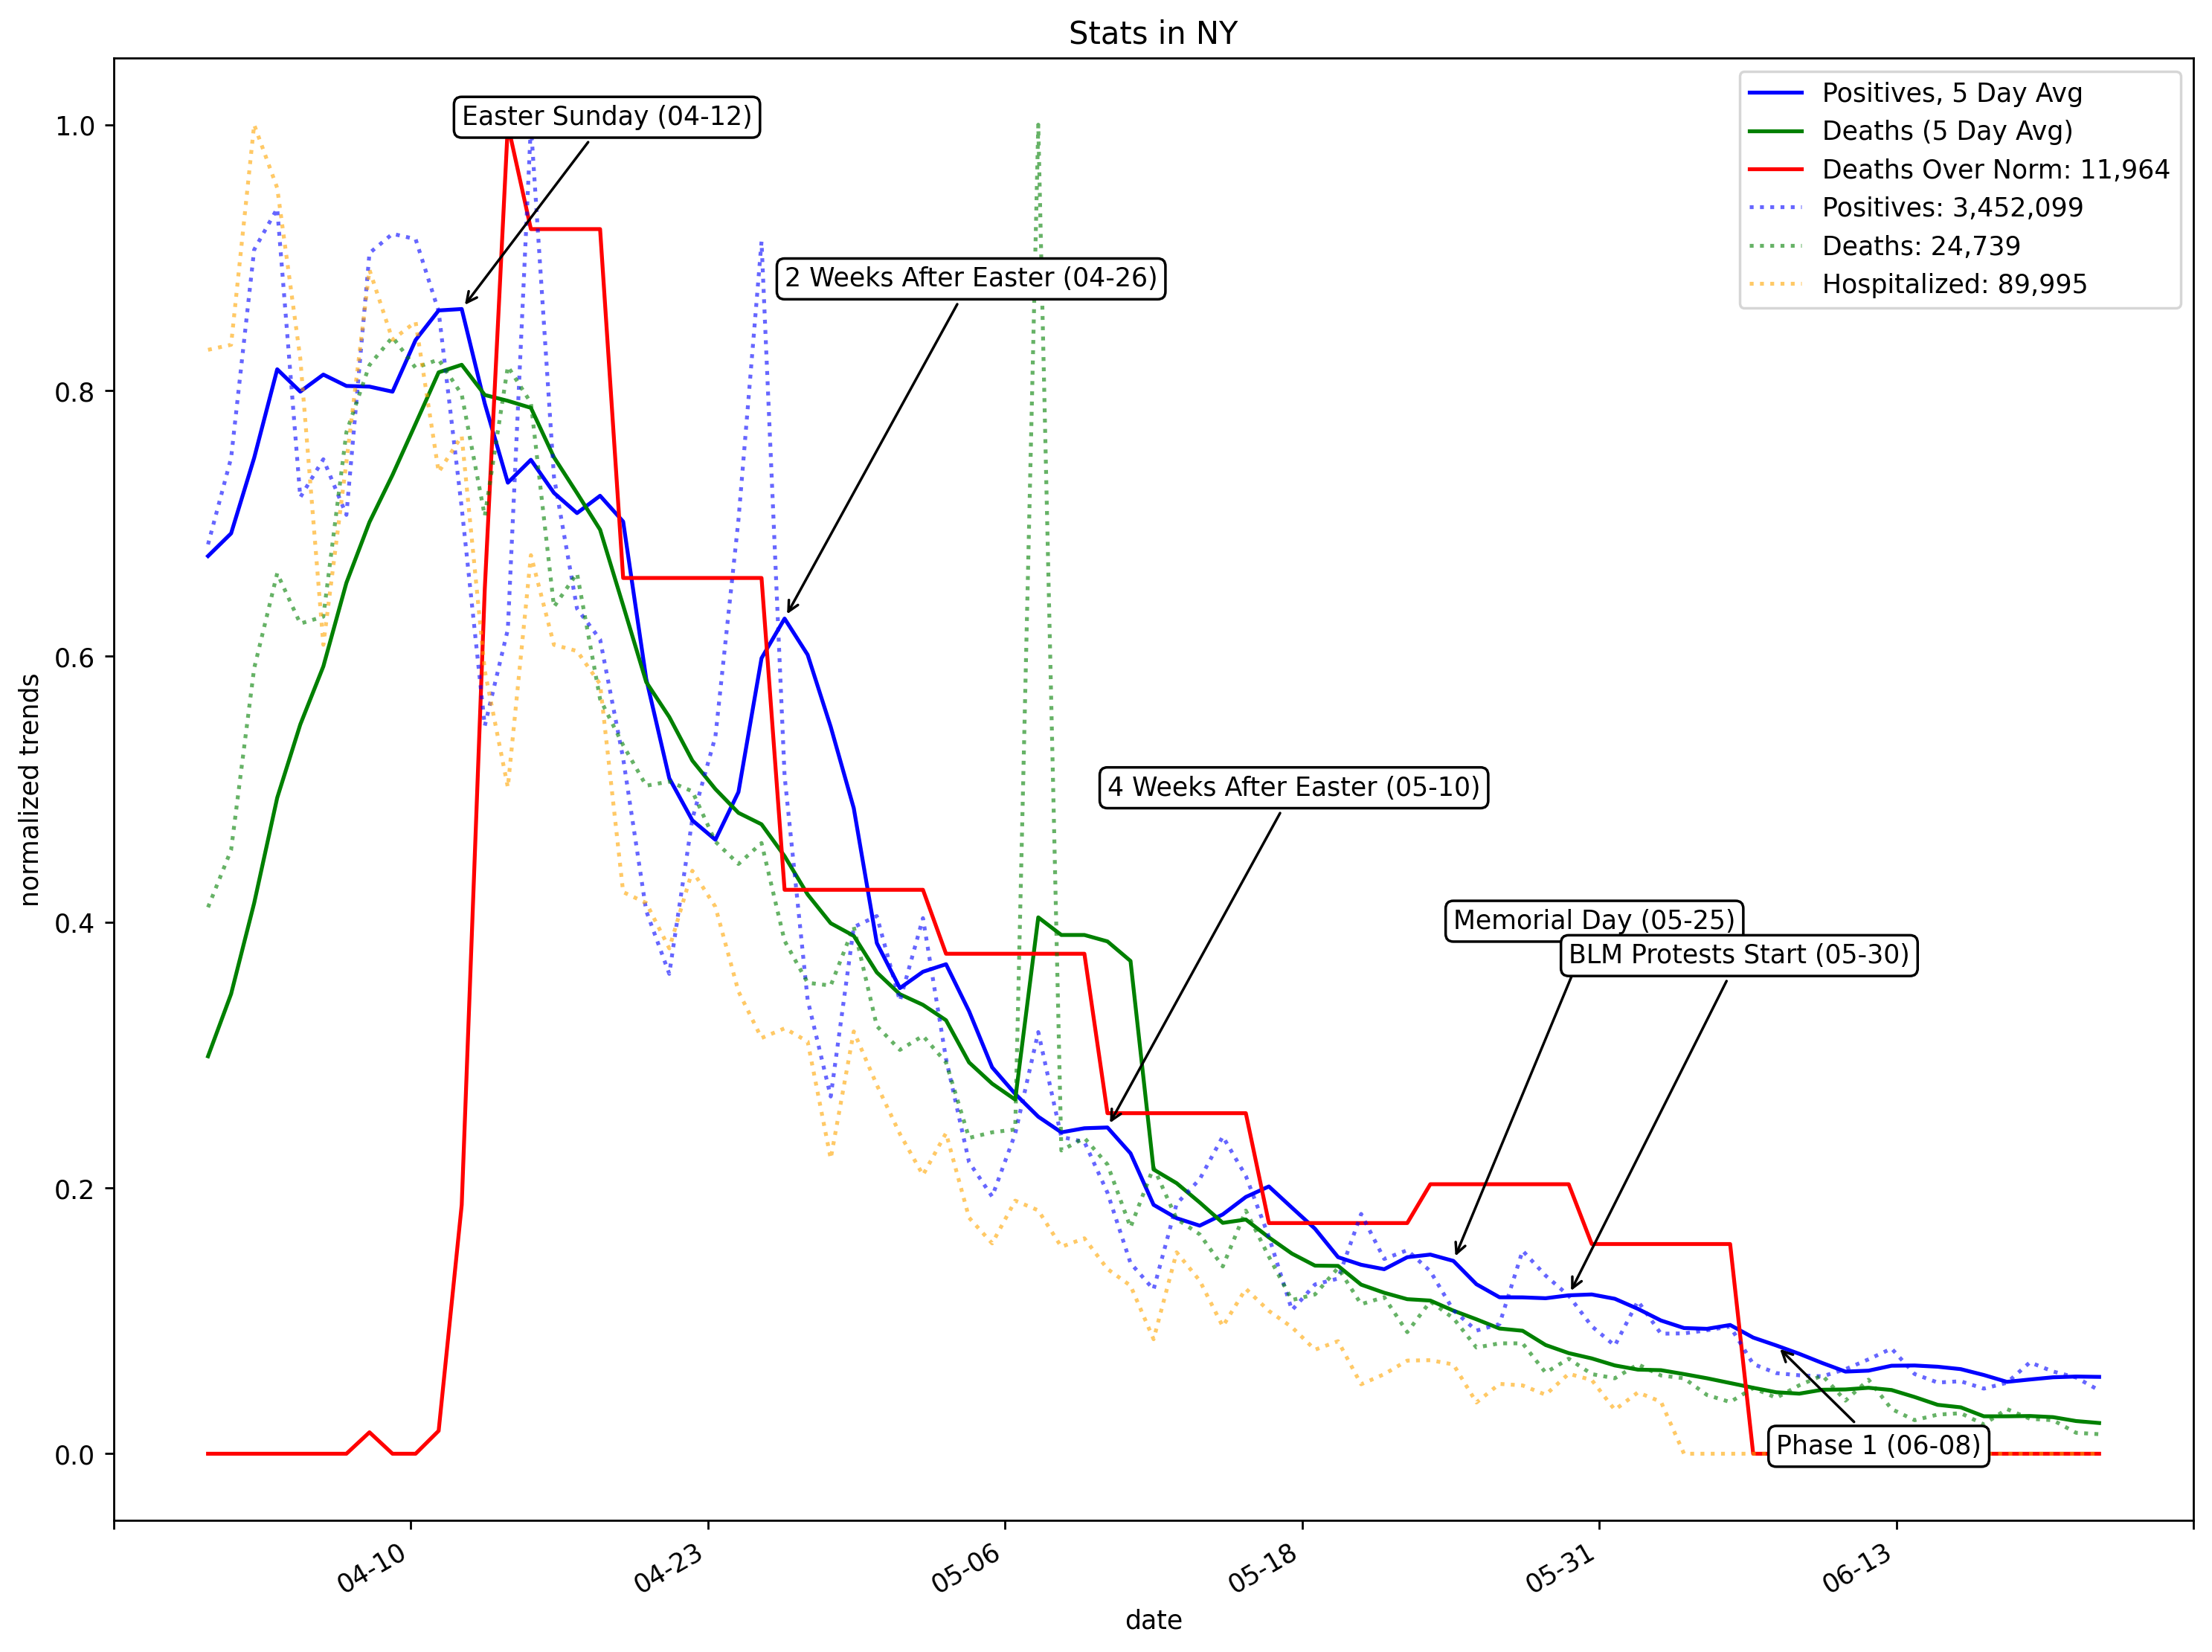 Stats in NY
Positives, 5 Day Avg
Deaths (5 Day Avg)
Deaths Over Norm: 11,964
Positives: 3,452,099
Deaths: 24,739
Hospitalized: 89,995
Easter Sunday (04-12)
2 Weeks After Easter (04-26)
4 Weeks After Easter (05-10)
Memorial Day (05-25)
BLM Protests Start (05-30)
Phase 1 (06-08)
normalized trends
1.0
0.8
0.6
0.4
0.2
0.0
04-10
04-23
05-06
05-18
05-31
06-13
date